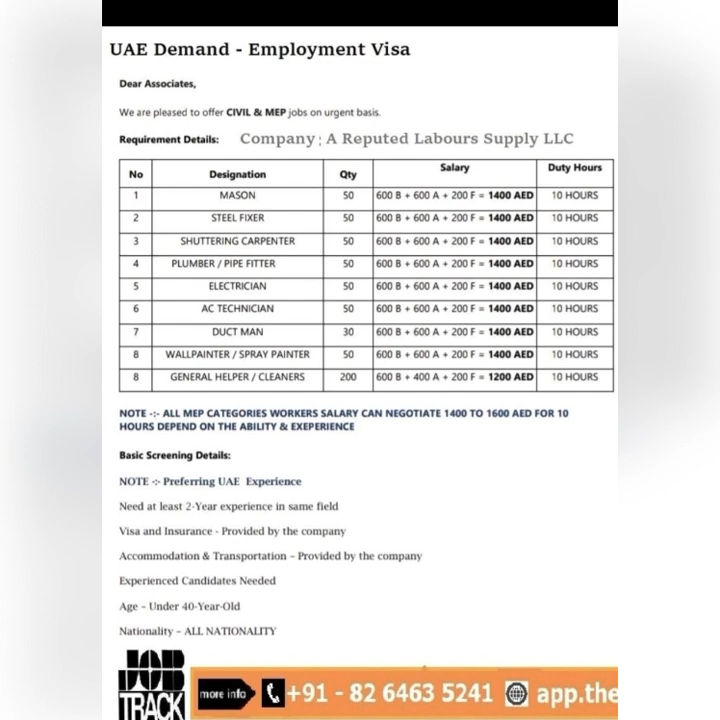 UAE Demand - Employment Visa
Dear Associates,
We are pleased to offer CIVIL & MEP jobs on urgent basis.
Requirement Details: Company : A Reputed Labours Supply LLC
No Designation Qty Salary Duty Hours
1 MASON 50 600 B + 600 A + 200 F = 1400 AED 10 HOURS
2 STEEL FIXER 50 600 B + 600 A + 200 F = 1400 AED 10 HOURS
3 SHUTTERING CARPENTER 50 600 B + 600 A + 200 F = 1400 AED 10 HOURS
4 PLUMBER / PIPE FITTER 50 600 B + 600 A + 200 F = 1400 AED 10 HOURS
5 ELECTRICIAN 50 600 B + 600 A + 200 F = 1400 AED 10 HOURS
6 AC TECHNICIAN 50 600 B + 600 A + 200 F = 1400 AED 10 HOURS
7 DUCT MAN 30 600 B + 600 A + 200 F = 1400 AED 10 HOURS
8 WALLPAINTER / SPRAY PAINTER 50 600 B + 600 A + 200 F = 1400 AED 10 HOURS
8 GENERAL HELPER / CLEANERS 200 600 B + 400 A + 200 F = 1200 AED 10 HOURS
NOTE -:- ALL MEP CATEGORIES WORKERS SALARY CAN NEGOTIATE 1400 TO 1600 AED FOR 10
HOURS DEPEND ON THE ABILITY & EXEPERIENCE
Basic Screening Details:
NOTE -:- Preferring UAE Experience
Need at least 2-Year experience in same field
Visa and Insurance - Provided by the company
Accommodation & Transportation – Provided by the company
Experienced Candidates Needed
Age – Under 40-Year-Old
Nationality – ALL NATIONALITY
JOB
TRACK
more info +91 - 82 6463 5241 app.the